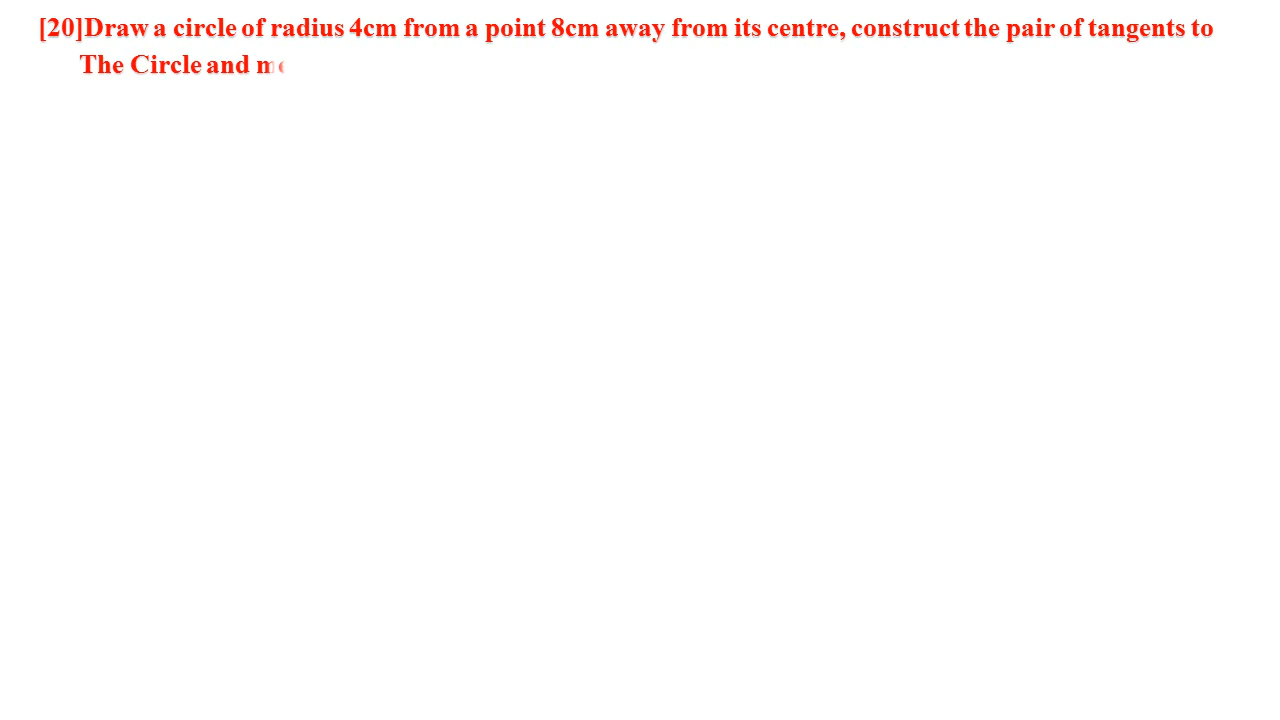 [20]Draw a circle of radius 4cm from a point 8cm away from its centre, construct the pair of tangents to
The Circle and